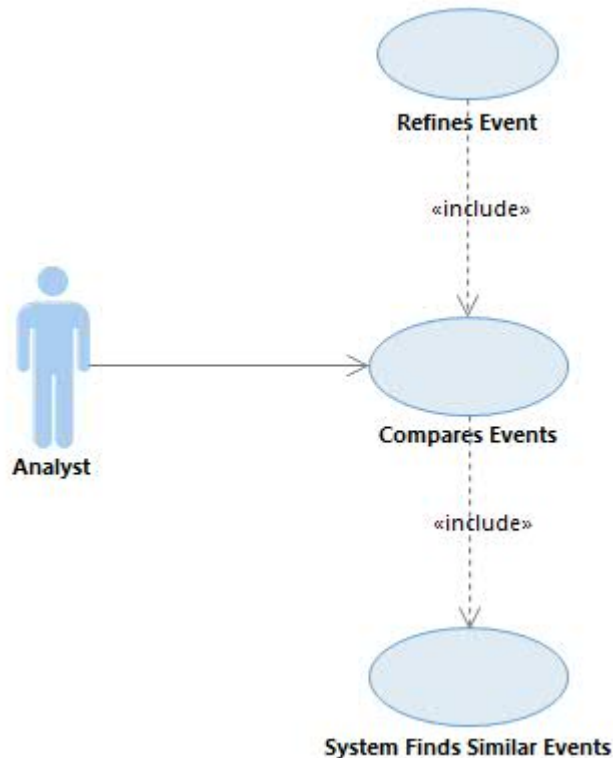 Refines Event
«include»
Analyst
Compares Events
«include»
System Finds Similar Events